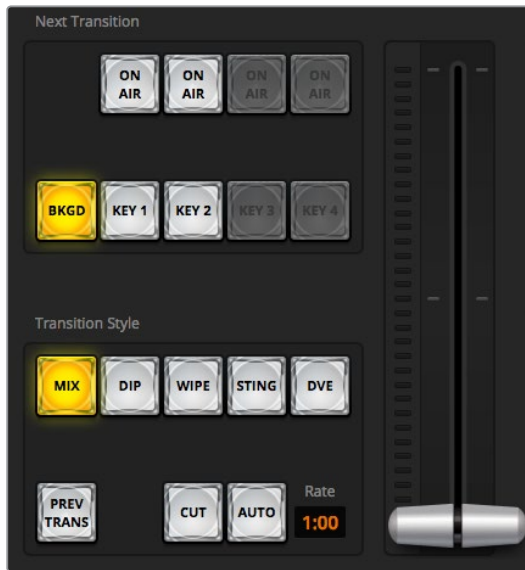 Next Transition
ON AIR ON AIR ON AIR ON AIR
BKGD KEY 1 KEY 2 KEY 3 KEY 4
Transition Style
MIX DIP WIPE STING DVE
Rate
PREV TRANS CUT AUTO 1:00